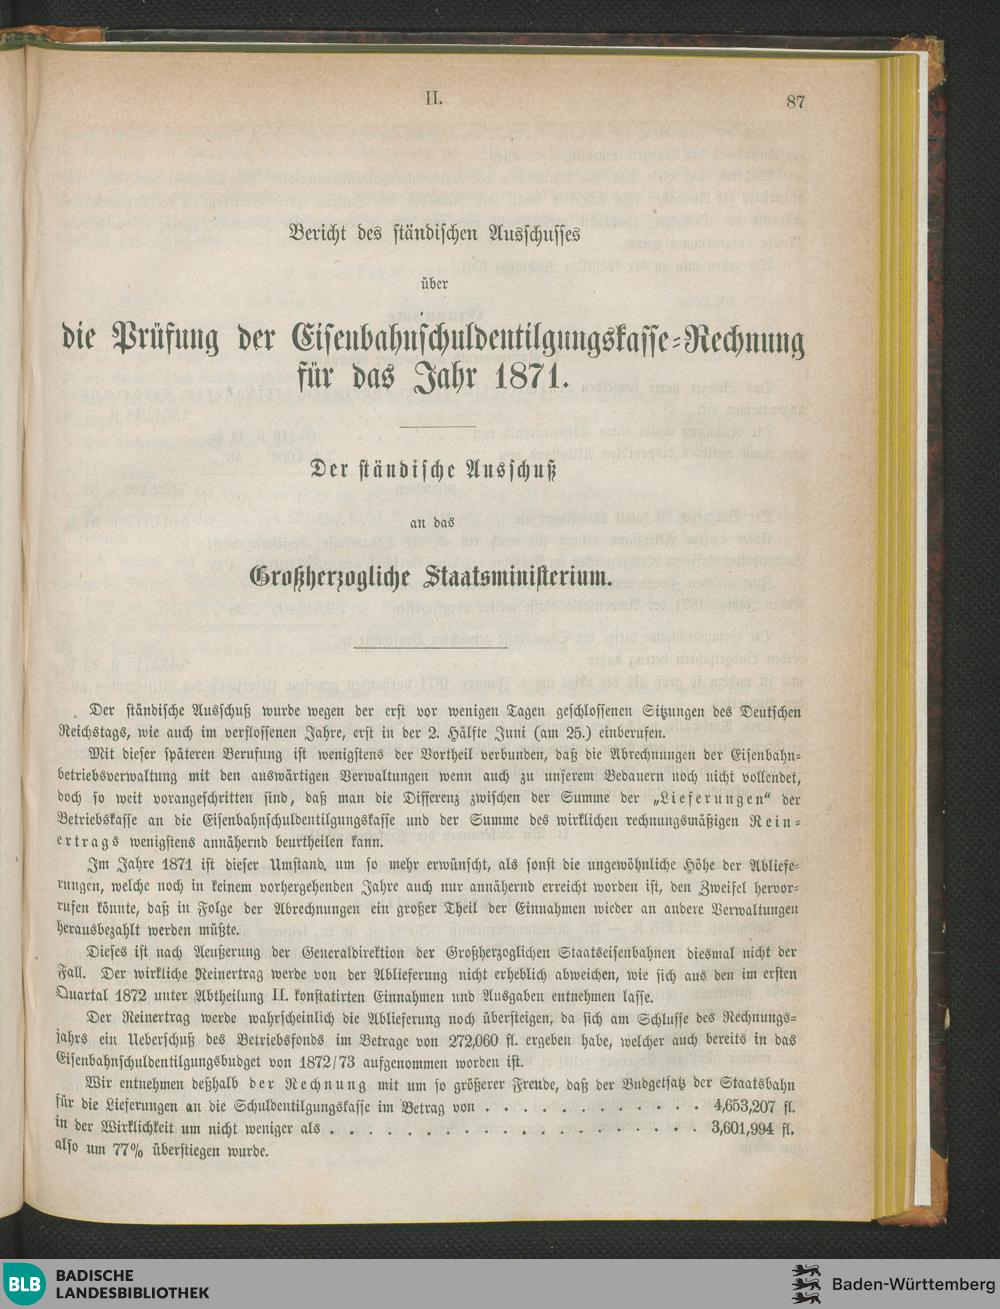 II.
87
Bericht des ständischen Ausschusses
über
die Prüfung der Eisenbahnschuldentilgungskasse-Rechnung
für das Jahr 1871.
Der ständische Ausschuß
an das
Großherzogliche Staatsministerium.
Der ständische Ausschuß wurde wegen der erst vor wenigen Tagen geschlossenen Sitzungen des Deutschen
Reichstags, wie auch im verflossenen Jahre, erst in der 2. Hälfte Juni (am 25.) einberufen.
Mit dieser späteren Berufung ist wenigstens der Vortheil verbunden, daß die Abrechnungen der Eisenbahn-
betriebsverwaltung mit den auswärtigen Verwaltungen wenn auch zu unserem Bedauern noch nicht vollendet,
doch so weit vorangeschritten sind, daß man die Differenz zwischen der Summe der „Lieferungen“ der
Betriebskasse an die Eisenbahnschuldentilgungskasse und der Summe des wirklichen rechnungsmäßigen Rein-
ertrags wenigstens annähernd beurtheilen kann.
Im Jahre 1871 ist dieser Umstand um so mehr erwünscht, als sonst die ungewöhnliche Höhe der Abliefe-
rungen, welche noch in keinem vorhergehenden Jahre auch nur annähernd erreicht worden ist, den Zweifel hervor-
rufen könnte, daß in Folge der Abrechnungen ein großer Theil der Einnahmen wieder an andere Verwaltungen
herausbezahlt werden müßte.
Dieses ist nach Aeußerung der Generaldirektion der Großherzoglichen Staatseisenbahnen diesmal nicht der
Fall. Der wirkliche Reinertrag werde von der Ablieferung nicht erheblich abweichen, wie sich aus den im ersten
Quartal 1872 unter Abtheilung II. konstatirten Einnahmen und Ausgaben entnehmen lasse.
Der Reinertrag werde wahrscheinlich die Ablieferung noch übersteigen, da sich am Schlusse des Rechnungs-
jahrs ein Ueberschuß des Betriebsfonds im Betrage von 272,060 fl. ergeben habe, welcher auch bereits in das
Eisenbahnschuldentilgungsbudget von 1872/73 aufgenommen worden ist.
Wir entnehmen deßhalb der Rechnung mit um so größerer Freude, daß der Budgetsatz der Staatsbahn
für die Lieferungen an die Schuldentilgungskasse im Betrag von . . . . . . . . . . . . 4,653,207 fl.
in der Wirklichkeit um nicht weniger als . . . . . . . . . . . . . . . . . . . . 3,601,994 fl.
also um 77% überstiegen wurde.
BLB
BADISCHE
LANDESBIBLIOTHEK
Baden-Württemberg